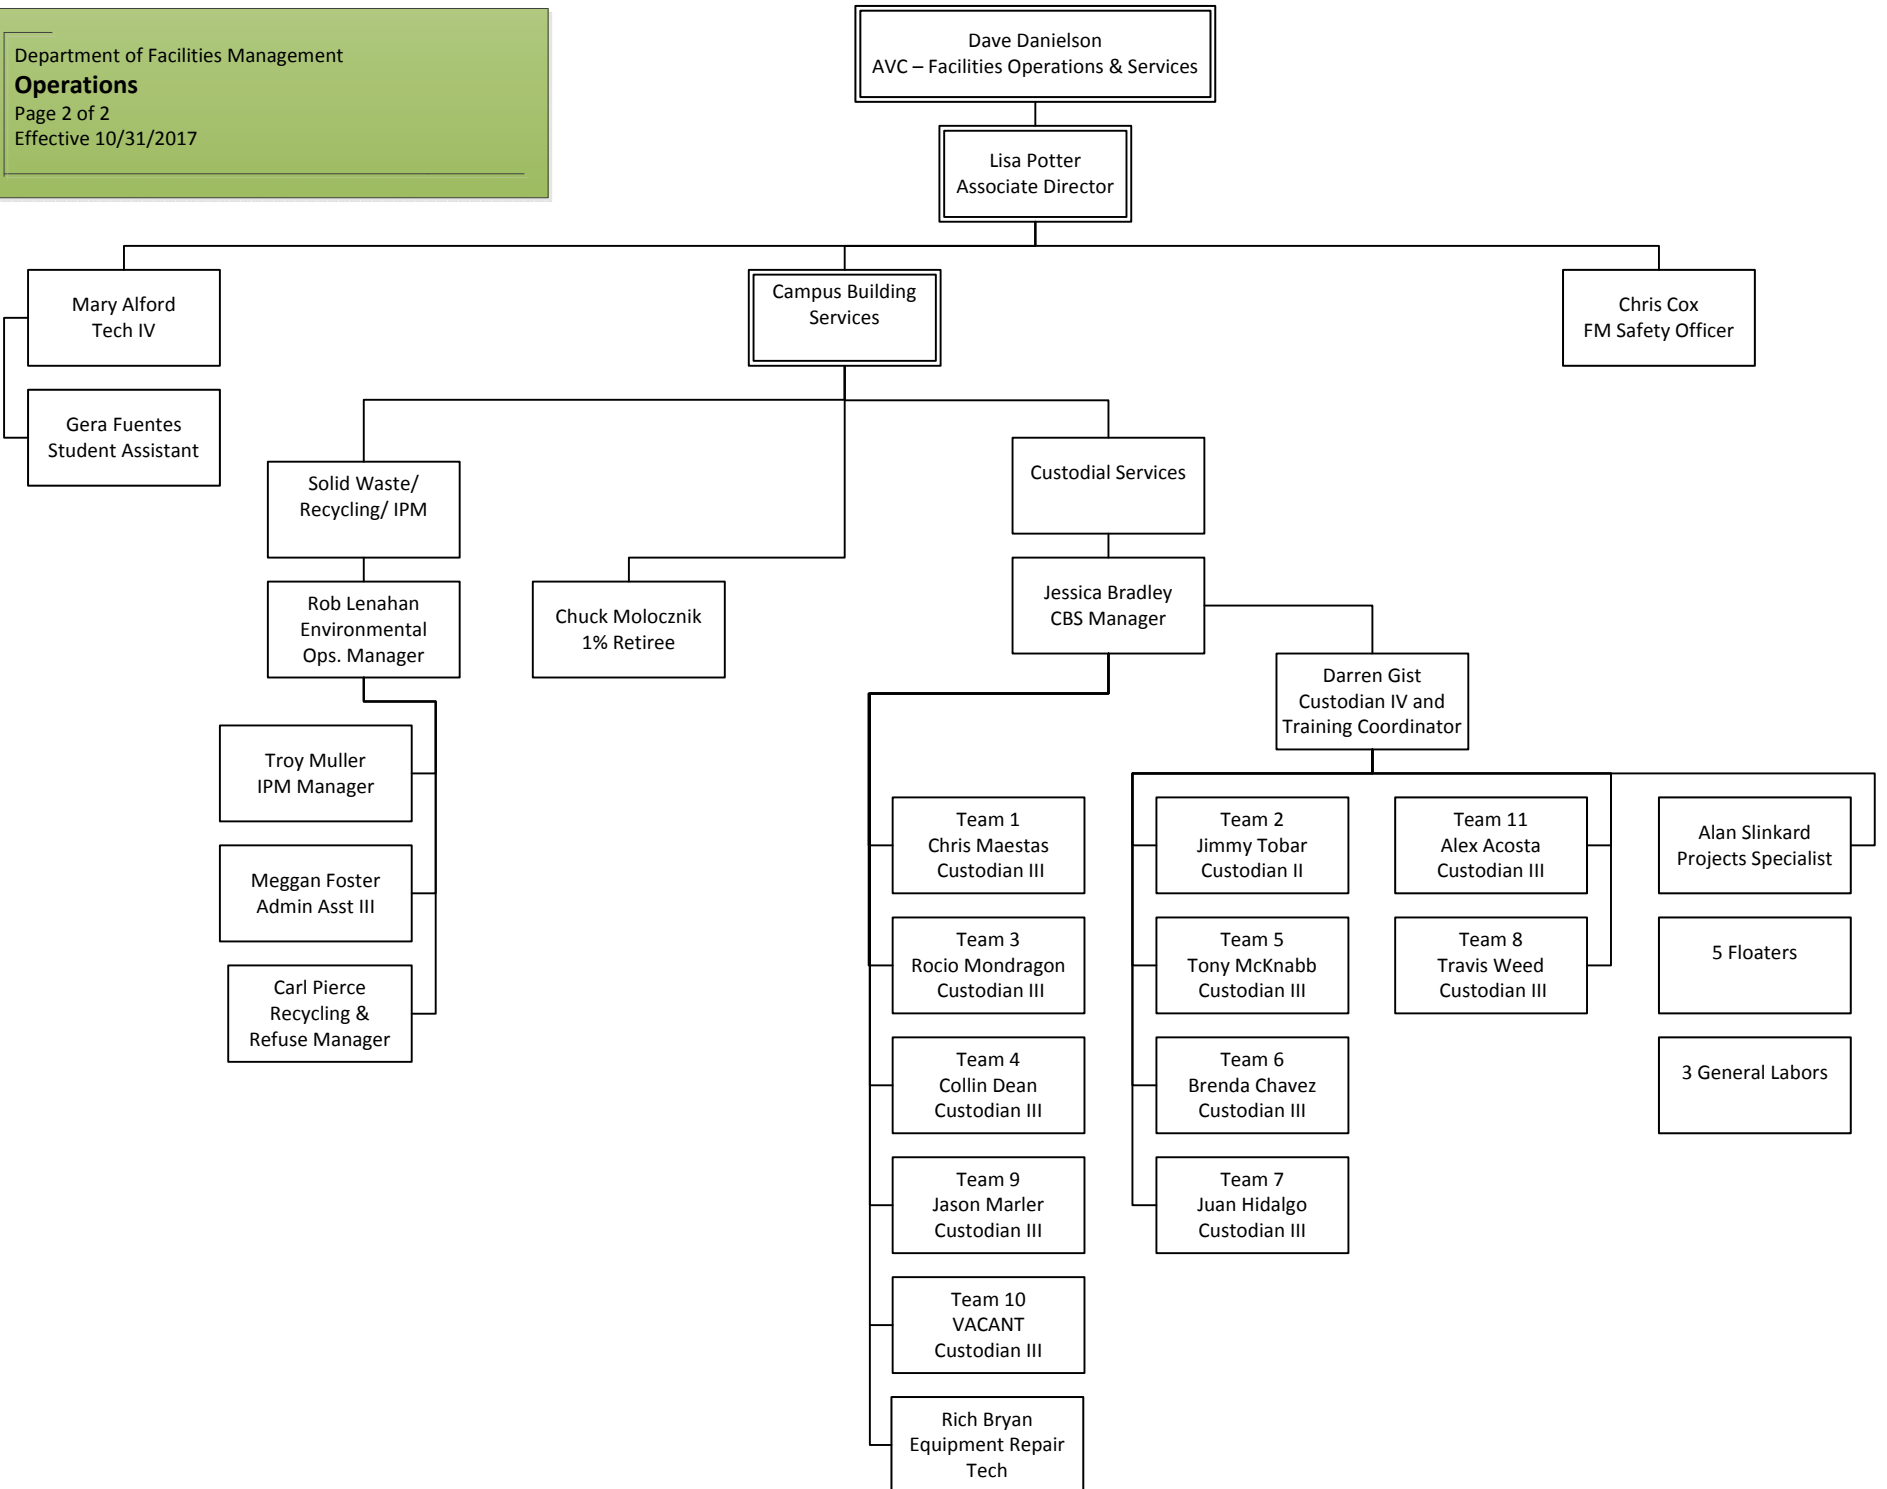 Department of Facilities Management
Operations
Page 2 of 2
Effective 10/31/2017
Dave Danielson
AVC – Facilities Operations & Services
Lisa Potter
Associate Director
Mary Alford
Tech IV
Gera Fuentes
Student Assistant
Campus Building
Services
Chris Cox
FM Safety Officer
Solid Waste/
Recycling/ IPM
Rob Lenahan
Environmental
Ops. Manager
Troy Muller
IPM Manager
Meggan Foster
Admin Asst III
Carl Pierce
Recycling &
Refuse Manager
Chuck Molocznik
1% Retiree
Custodial Services
Jessica Bradley
CBS Manager
Darren Gist
Custodian IV and
Training Coordinator
Team 1
Chris Maestas
Custodian III
Team 3
Rocio Mondragon
Custodian III
Team 4
Collin Dean
Custodian III
Team 9
Jason Marler
Custodian III
Team 10
VACANT
Custodian III
Rich Bryan
Equipment Repair
Tech
Team 2
Jimmy Tobar
Custodian II
Team 5
Tony McKnabb
Custodian III
Team 6
Brenda Chavez
Custodian III
Team 7
Juan Hidalgo
Custodian III
Team 11
Alex Acosta
Custodian III
Team 8
Travis Weed
Custodian III
Alan Slinkard
Projects Specialist
5 Floaters
3 General Labors